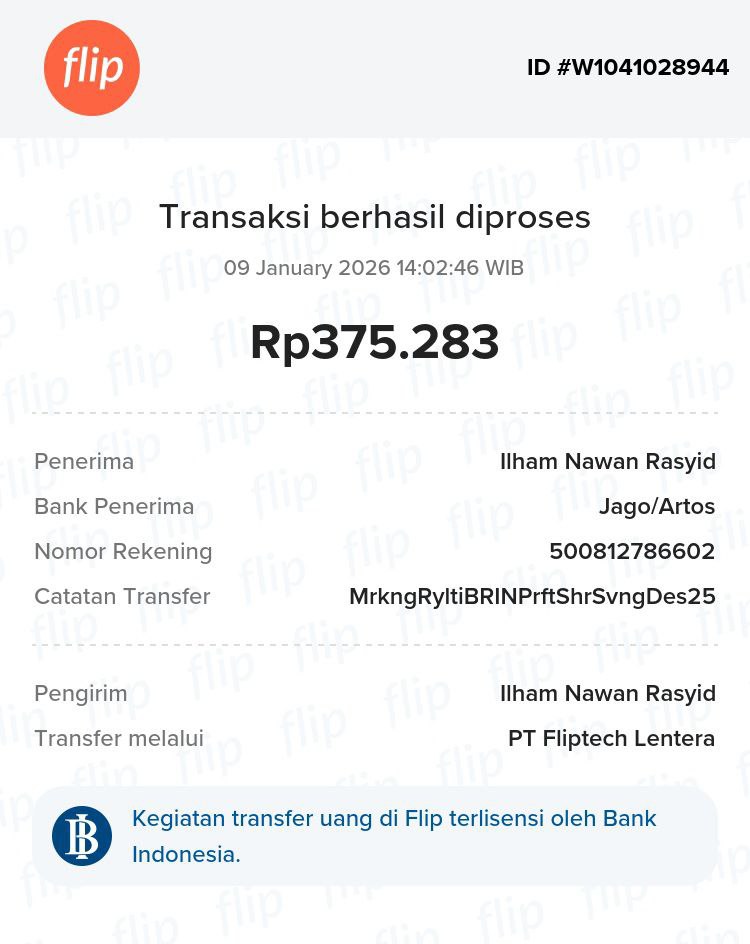 flip
ID #W1041028944
Transaksi berhasil diproses
09 January 2026 14:02:46 WIB
Rp375.283
Penerima Ilham Nawan Rasyid
Bank Penerima Jago/Artos
Nomor Rekening 500812786602
Catatan Transfer MrkngRyltiBRINPrftShrSvngDes25
Pengirim Ilham Nawan Rasyid
Transfer melalui PT Fliptech Lentera
Kegiatan transfer uang di Flip terlisensi oleh Bank
Indonesia.